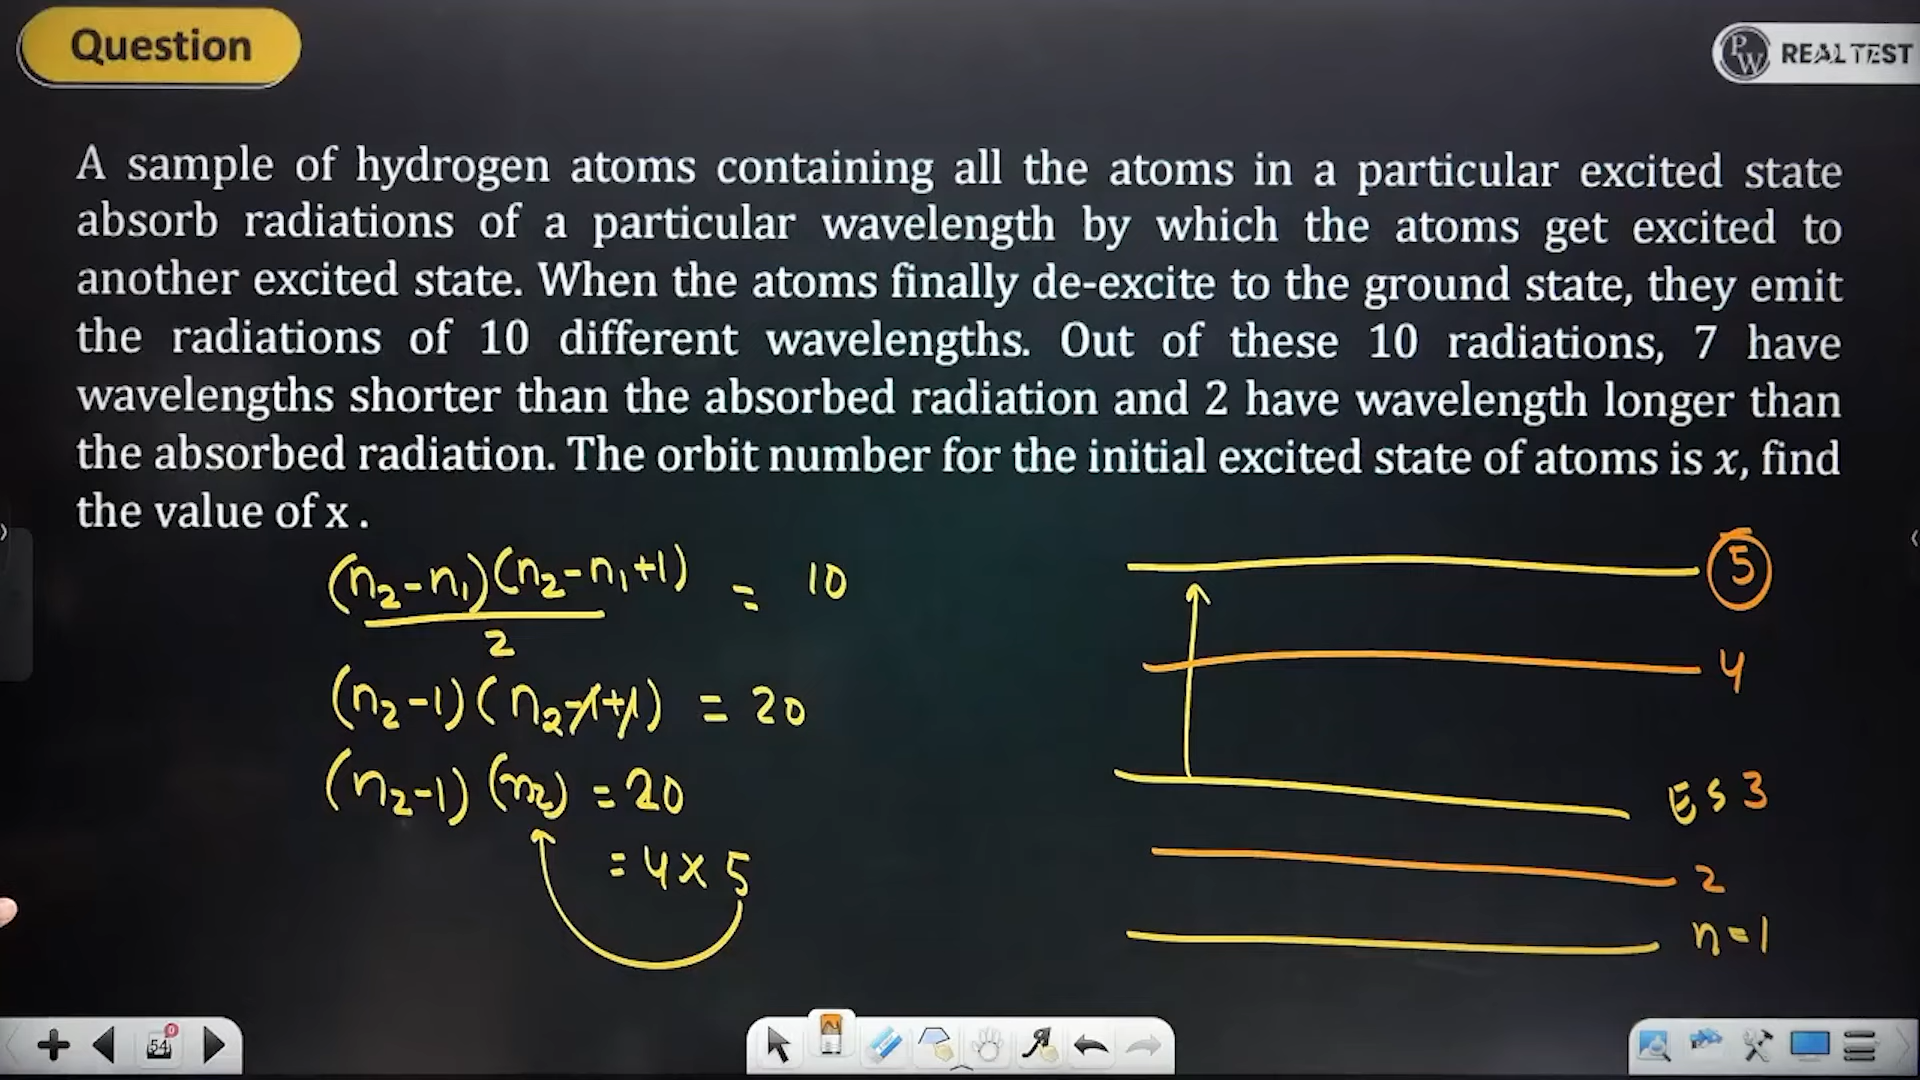 Question
PW REAL TEST
A sample of hydrogen atoms containing all the atoms in a particular excited state
absorb radiations of a particular wavelength by which the atoms get excited to
another excited state. When the atoms finally de-excite to the ground state, they emit
the radiations of 10 different wavelengths. Out of these 10 radiations, 7 have
wavelengths shorter than the absorbed radiation and 2 have wavelength longer than
the absorbed radiation. The orbit number for the initial excited state of atoms is x, find
the value of x .
(n₂-n₁)(n₂-n₁+1) = 10
2
(n₂-1)(n₂-1+1) = 20
(n₂-1)(n₂) = 20
= 4 x 5
5
4
ES 3
2
n=1
54
0